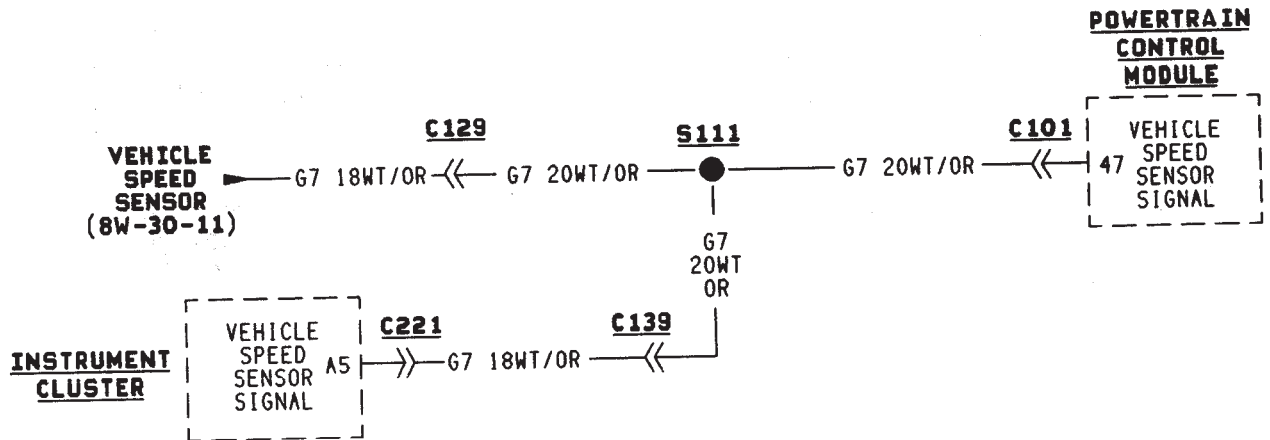 POWERTRAIN
CONTROL
MODULE
C129
S111
C101
VEHICLE
SPEED
SENSOR
(8W-30-11)
G7 18WT/OR
G7 20WT/OR
G7 20WT/OR
47
VEHICLE
SPEED
SENSOR
SIGNAL
G7
20WT
OR
INSTRUMENT
CLUSTER
VEHICLE
SPEED
SENSOR
SIGNAL
A5
C221
G7 18WT/OR
C139